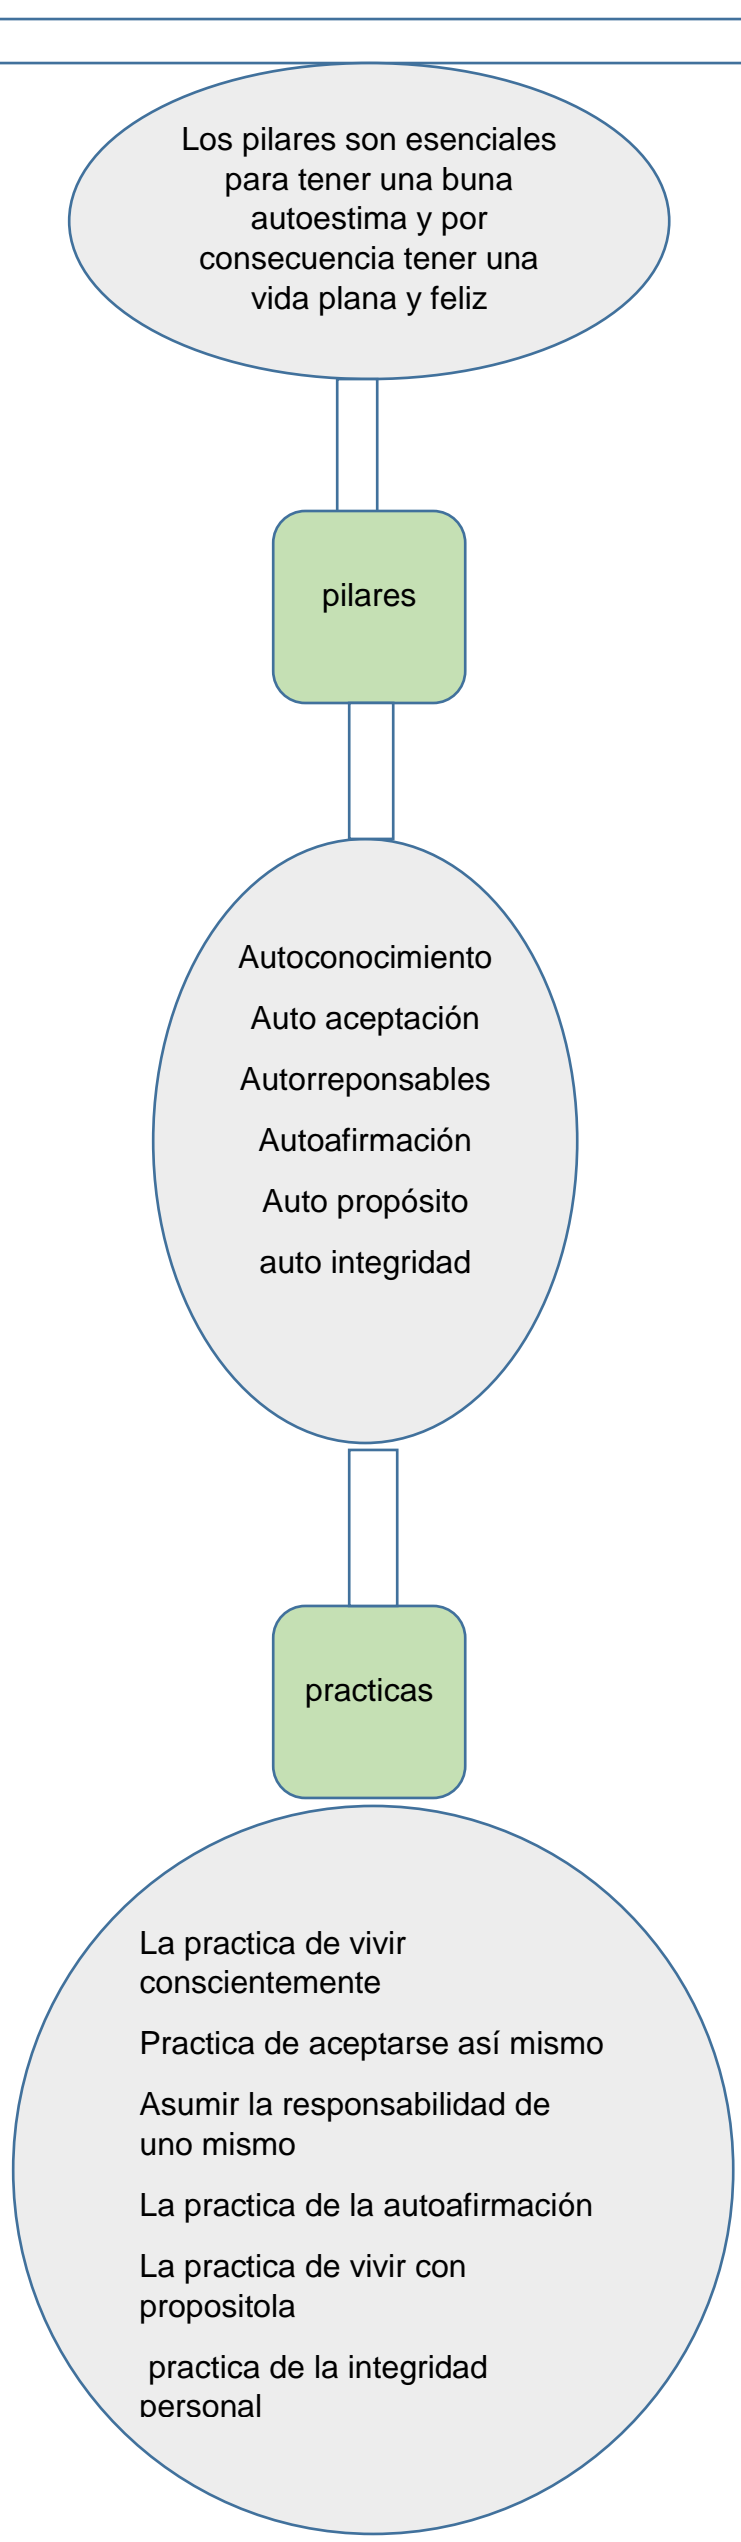 Los pilares son esenciales
para tener una buna
autoestima y por
consecuencia tener una
vida plana y feliz
pilares
Autoconocimiento
Auto aceptación
Autorreponsables
Autoafirmación
Auto propósito
auto integridad
practicas
La practica de vivir
conscientemente
Practica de aceptarse así mismo
Asumir la responsabilidad de
uno mismo
La practica de la autoafirmación
La practica de vivir con
propositola
practica de la integridad
personal